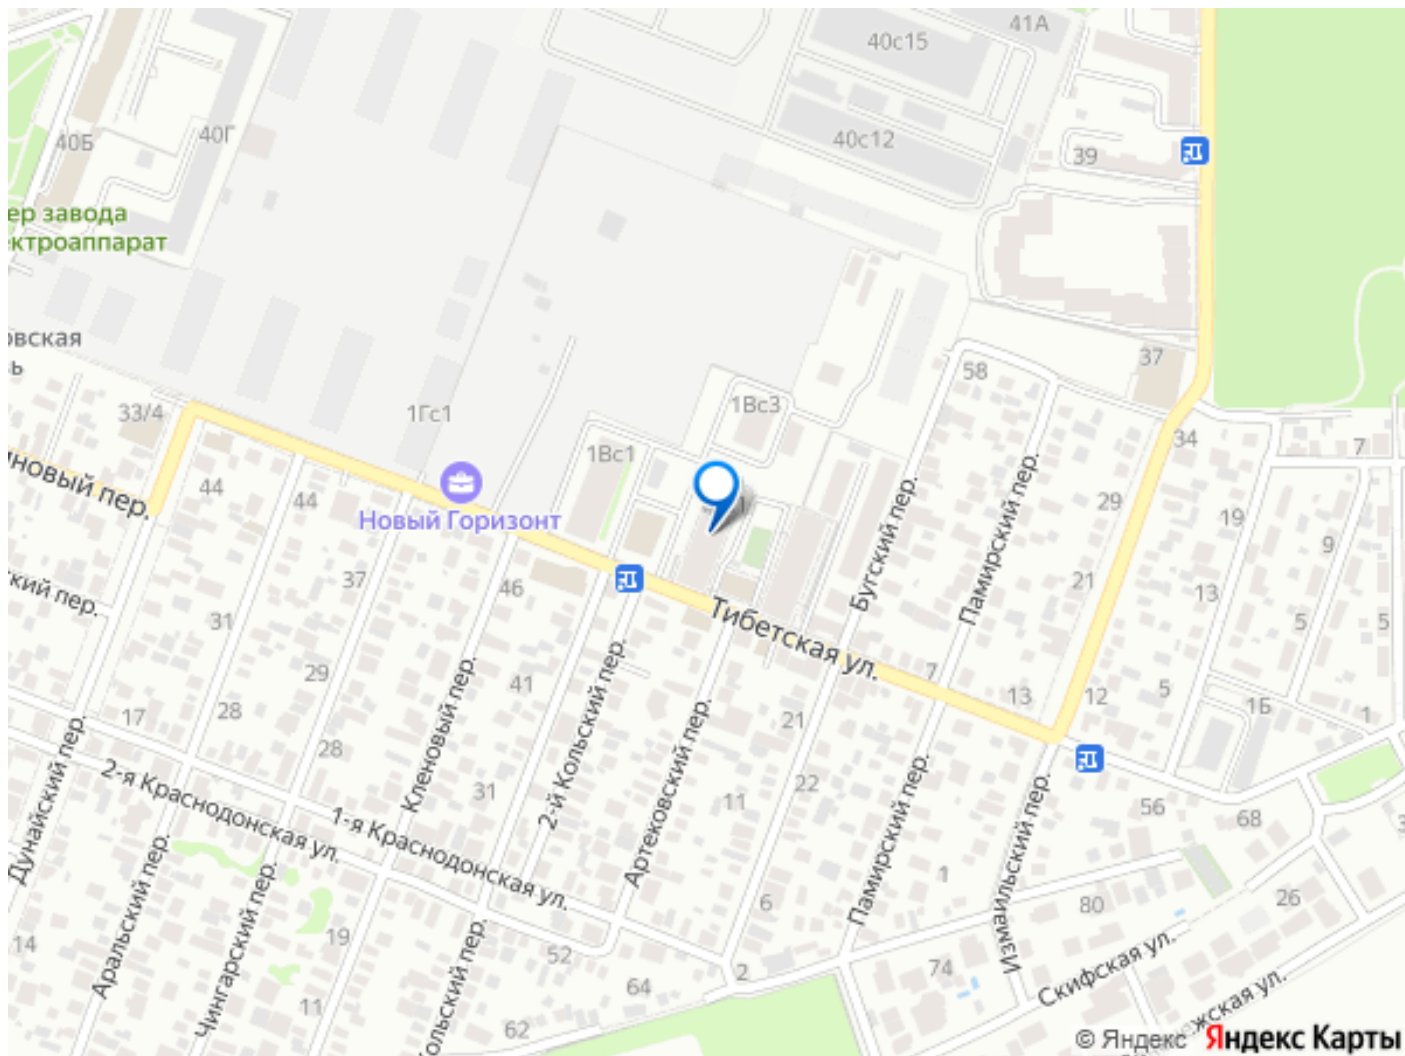 41А
40с15
40Б
40Г
40с12
39
ер завода
ектроаппарат
овская
37
58
33/4
1Гс1
1Вс3
34
7
новый пер.
44
44
1Вс1
Новый Горизонт
29
19
9
Бугский пер.
Памирский пер.
кий пер.
37
46
21
13
5
5
31
Тибетская ул.
29
41
2-й Кольский пер.
7
13
12
5
1Б
1
Дунайский пер.
17
28
28
Кленовый пер.
31
Артековский пер.
21
22
11
Памирский пер.
Измаильский пер.
56
68
2-я Краснодонская ул.
1-я Краснодонская ул.
Аральский пер.
Чингарский пер.
19
14
11
ольский пер.
52
64
62
6
2
1
80
74
26
Скифская ул.
жская ул.
© Яндекс Яндекс Карты